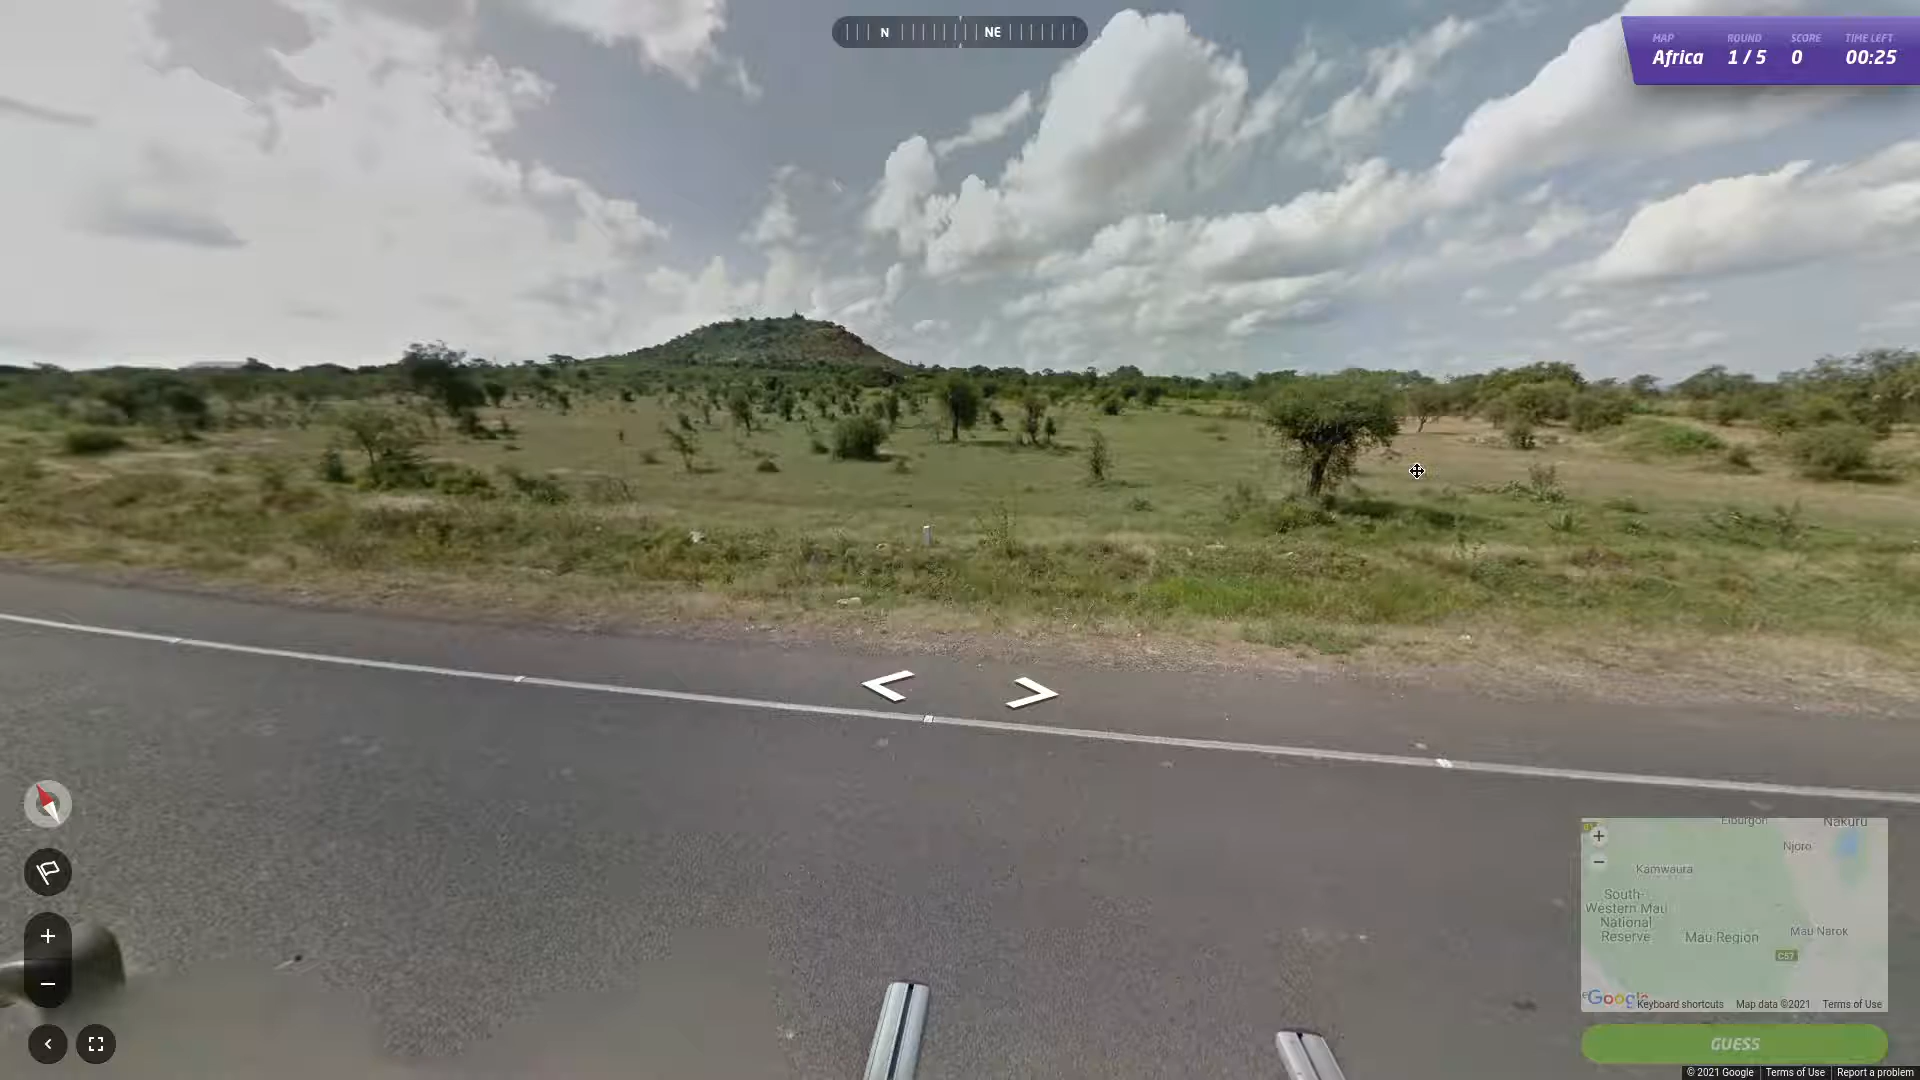 N NE
MAP ROUND SCORE TIME LEFT
Africa 1 / 5 0 00:25
Elburgon Nakuru
Njoro
Kamwaura
South-
Western Mau
National
Reserve
Mau Region
Mau Narok
C57
Google Keyboard shortcuts Map data ©2021 Terms of Use
GUESS
© 2021 Google Terms of Use Report a problem